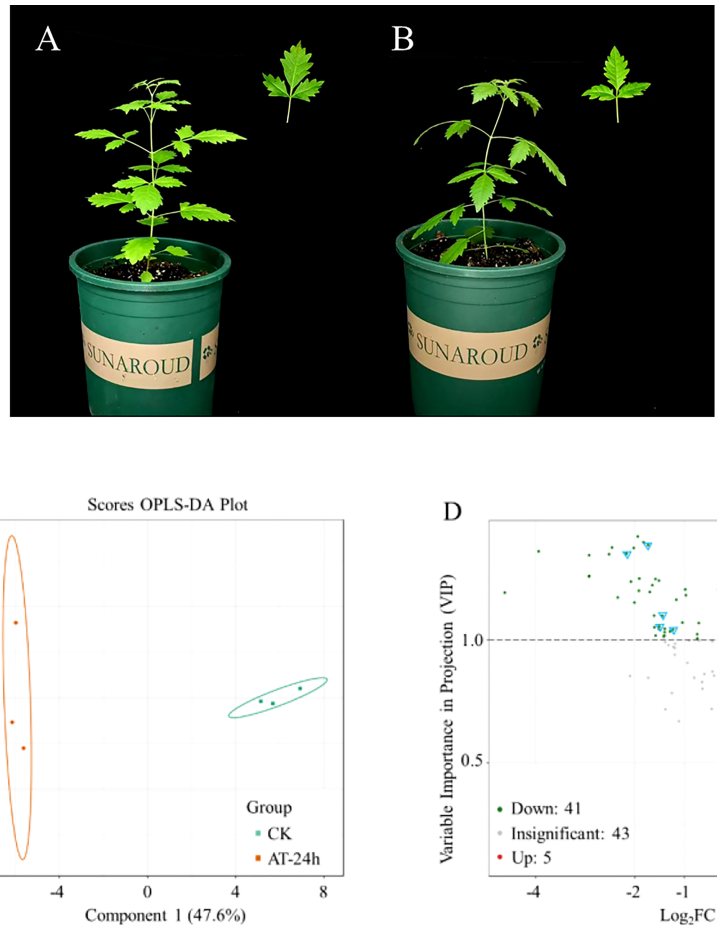 A
B
SUNAROUD
SUNAROUD
Scores OPLS-DA Plot
D
Variable Importance in Projection (VIP)
1.0
0.5
Group
CK
AT-24h
Down: 41
Insignificant: 43
Up: 5
-4 0 4 8
-4 -2 -1
Component 1 (47.6%)
Log₂FC